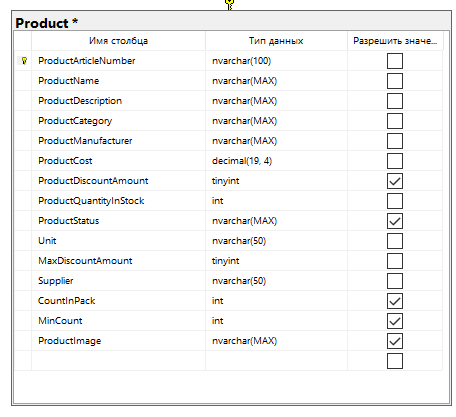 Product *
Имя столбца Тип данных Разрешить значе...
ProductArticleNumber nvarchar(100)
ProductName nvarchar(MAX)
ProductDescription nvarchar(MAX)
ProductCategory nvarchar(MAX)
ProductManufacturer nvarchar(MAX)
ProductCost decimal(19, 4)
ProductDiscountAmount tinyint
ProductQuantityInStock int
ProductStatus nvarchar(MAX)
Unit nvarchar(50)
MaxDiscountAmount tinyint
Supplier nvarchar(50)
CountInPack int
MinCount int
ProductImage nvarchar(MAX)